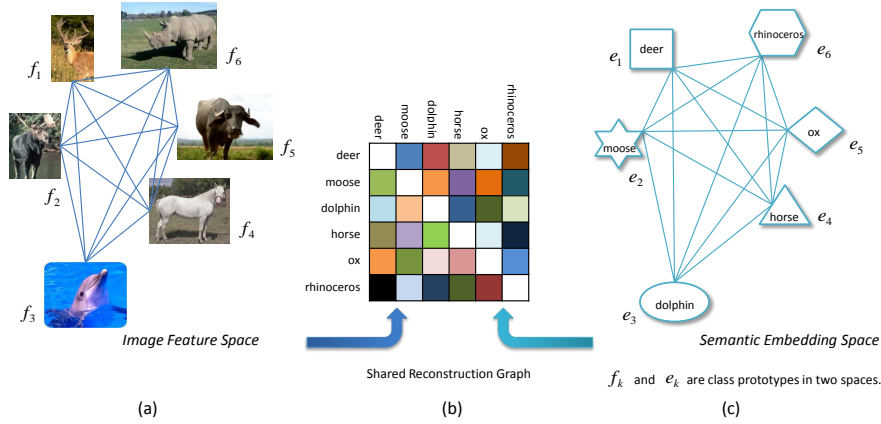 f1
f6
f2
f5
f4
f3
Image Feature Space
(a)
deer
moose
dolphin
horse
ox
rhinoceros
deer
moose
dolphin
horse
ox
rhinoceros
Shared Reconstruction Graph
(b)
e1
deer
rhinoceros
e6
moose
e2
ox
e5
horse
e4
e3
dolphin
Semantic Embedding Space
fk and ek are class prototypes in two spaces.
(c)